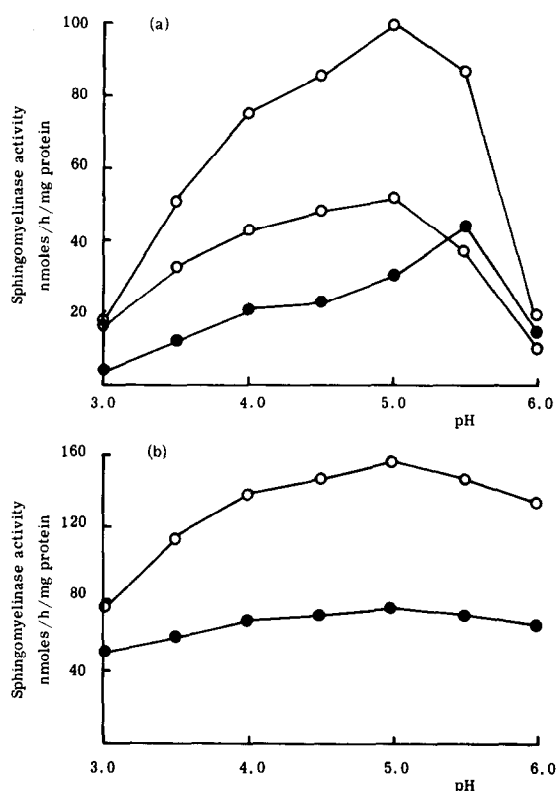 (a)
Sphingomyelinase activity
nmoles/h/mg protein
100
80
60
40
20
3.0 4.0 5.0 6.0
pH
(b)
Sphingomyelinase activity
nmoles/h/mg protein
160
120
80
40
3.0 4.0 5.0 6.0
pH